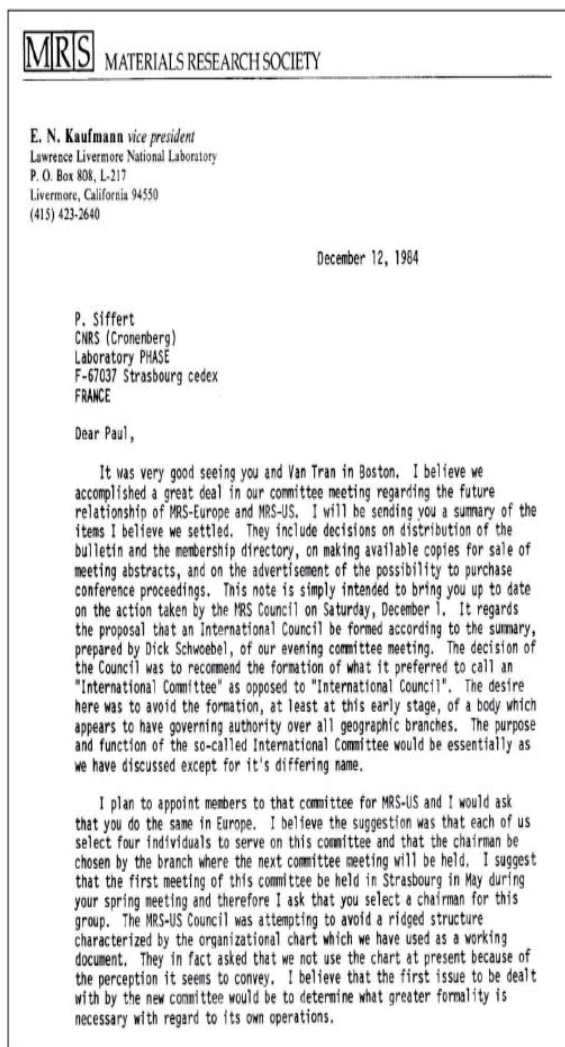 MRS MATERIALS RESEARCH SOCIETY
E. N. Kaufmann vice president
Lawrence Livermore National Laboratory
P. O. Box 808, L-217
Livermore, California 94550
(415) 423-2640
December 12, 1984
P. Siffert
CNRS (Cronenberg)
Laboratory PHASE
F-67037 Strasbourg cedex
FRANCE
Dear Paul,
It was very good seeing you and Van Tran in Boston. I believe we
accomplished a great deal in our committee meeting regarding the future
relationship of MRS-Europe and MRS-US. I will be sending you a summary of the
items I believe we settled. They include decisions on distribution of the
bulletin and the membership directory, on making available copies for sale of
meeting abstracts, and on the advertisement of the possibility to purchase
conference proceedings. This note is simply intended to bring you up to date
on the action taken by the MRS Council on Saturday, December 1. It regards
the proposal that an International Council be formed according to the summary,
prepared by Dick Schwoebel, of our evening committee meeting. The decision of
the Council was to recommend the formation of what it preferred to call an
"International Committee" as opposed to "International Council". The desire
here was to avoid the formation, at least at this early stage, of a body which
appears to have governing authority over all geographic branches. The purpose
and function of the so-called International Committee would be essentially as
we have discussed except for it's differing name.
I plan to appoint members to that committee for MRS-US and I would ask
that you do the same in Europe. I believe the suggestion was that each of us
select four individuals to serve on this committee and that the chairman be
chosen by the branch where the next committee meeting will be held. I suggest
that the first meeting of this committee be held in Strasbourg in May during
your spring meeting and therefore I ask that you select a chairman for this
group. The MRS-US Council was attempting to avoid a ridged structure
characterized by the organizational chart which we have used as a working
document. They in fact asked that we not use the chart at present because of
the perception it seems to convey. I believe that the first issue to be dealt
with by the new committee would be to determine what greater formality is
necessary with regard to its own operations.